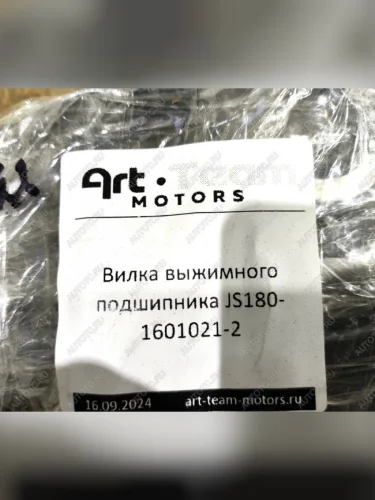 Art • Team
MOTORS
Вилка выжимного
подшипника JS180-
1601021-2
16.09.2024 art-team-motors.ru